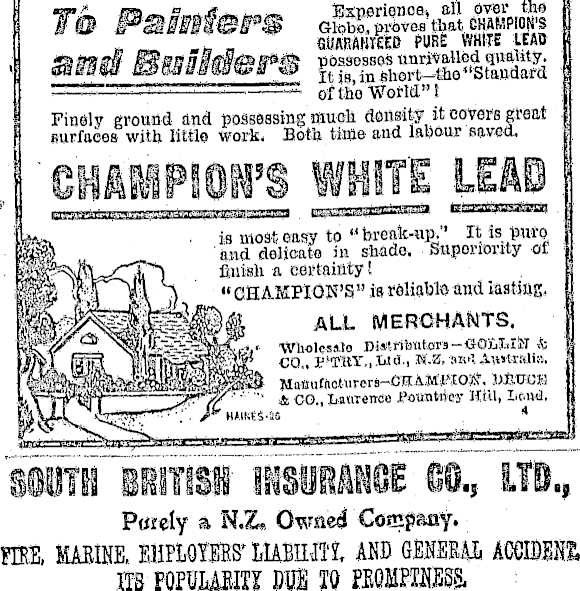 To Painters
and Builders
Experience, all over the
Globe, proves that CHAMPION'S
GUARANTEED PURE WHITE LEAD
possesses unrivalled quality.
It is, in short—the "Standard
of the World"!
Finely ground and possessing much density it covers great
surfaces with little work. Both time and labour saved.
CHAMPION'S WHITE LEAD
is most easy to "break-up." It is pure
and delicate in shade. Superiority of
finish a certainty!
"CHAMPION'S" is reliable and lasting.
ALL MERCHANTS.
Wholesale Distributors—GOLLIN &
CO., P'TRY., Ltd., N.Z. and Australia.
Manufacturers—CHAMPION, DRUCE
& CO., Laurence Pountney Hill, Lond.
HAINES-26
4
SOUTH BRITISH INSURANCE CO., LTD.,
Purely a N.Z. Owned Company.
FIRE, MARINE, EMPLOYERS' LIABILITY, AND GENERAL ACCIDENT.
ITS POPULARITY DUE TO PROMPTNESS.